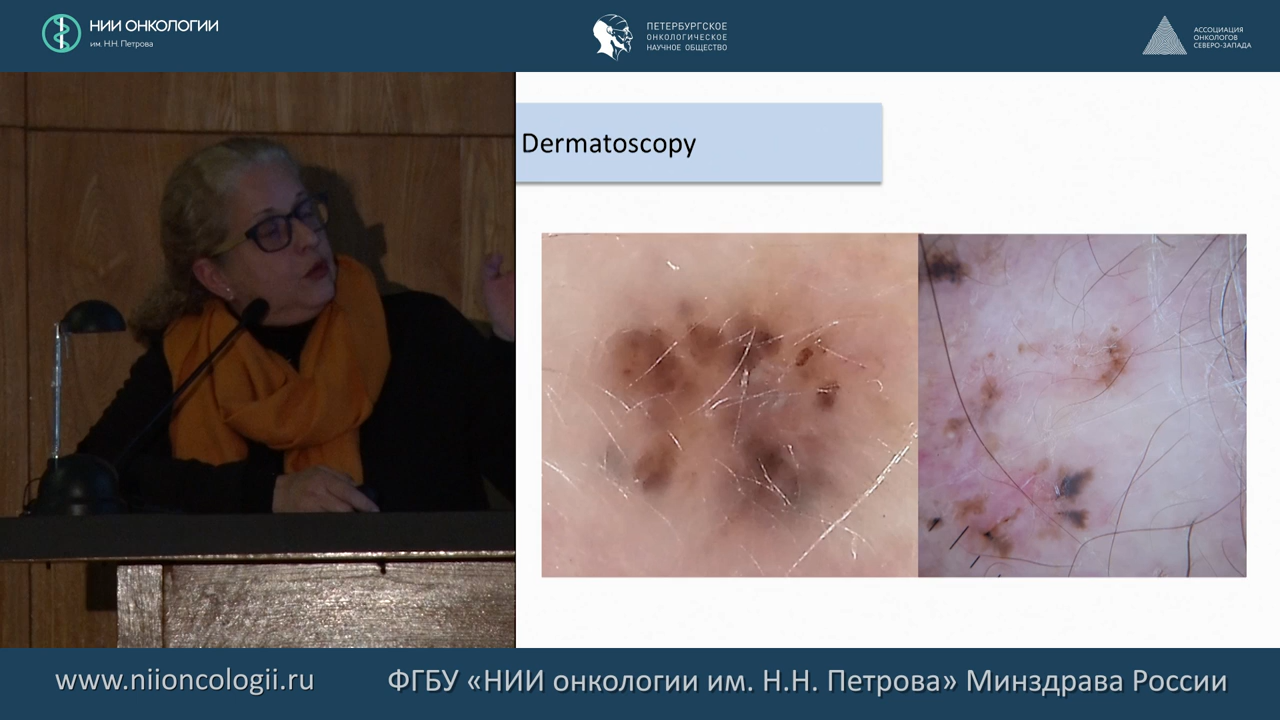 НИИ ОНКОЛОГИИ
им. Н.Н. Петрова
ПЕТЕРБУРГСКОЕ
ОНКОЛОГИЧЕСКОЕ
НАУЧНОЕ ОБЩЕСТВО
АССОЦИАЦИЯ
ОНКОЛОГОВ
СЕВЕРО-ЗАПАДА
Dermatoscopy
www.niioncologii.ru
ФГБУ «НИИ онкологии им. Н.Н. Петрова» Минздрава России